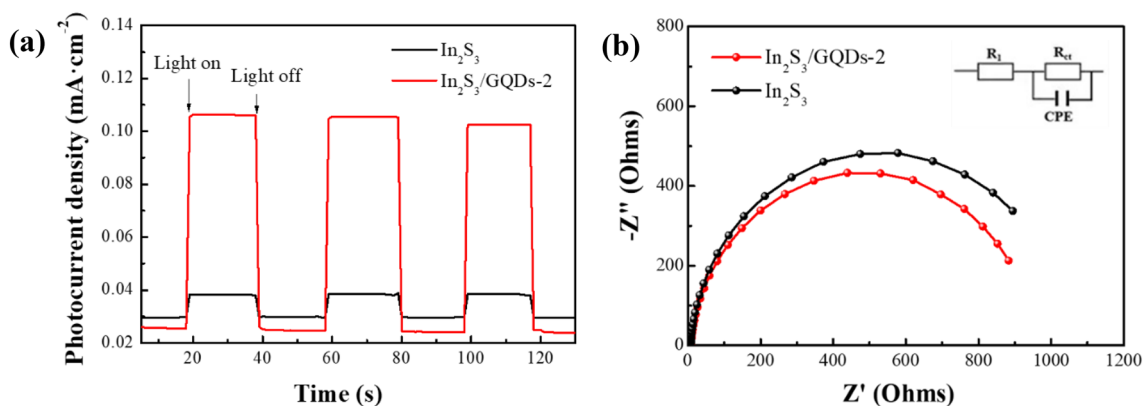 (a)
0.14
0.12
0.10
0.08
0.06
0.04
0.02
Photocurrent density (mA·cm⁻²)
In₂S₃
In₂S₃/GQDs-2
Light on
Light off
20 40 60 80 100 120
Time (s)
(b)
800
600
400
200
0
-Z'' (Ohms)
In₂S₃/GQDs-2
In₂S₃
R₁
Rct
CPE
0 200 400 600 800 1000 1200
Z' (Ohms)